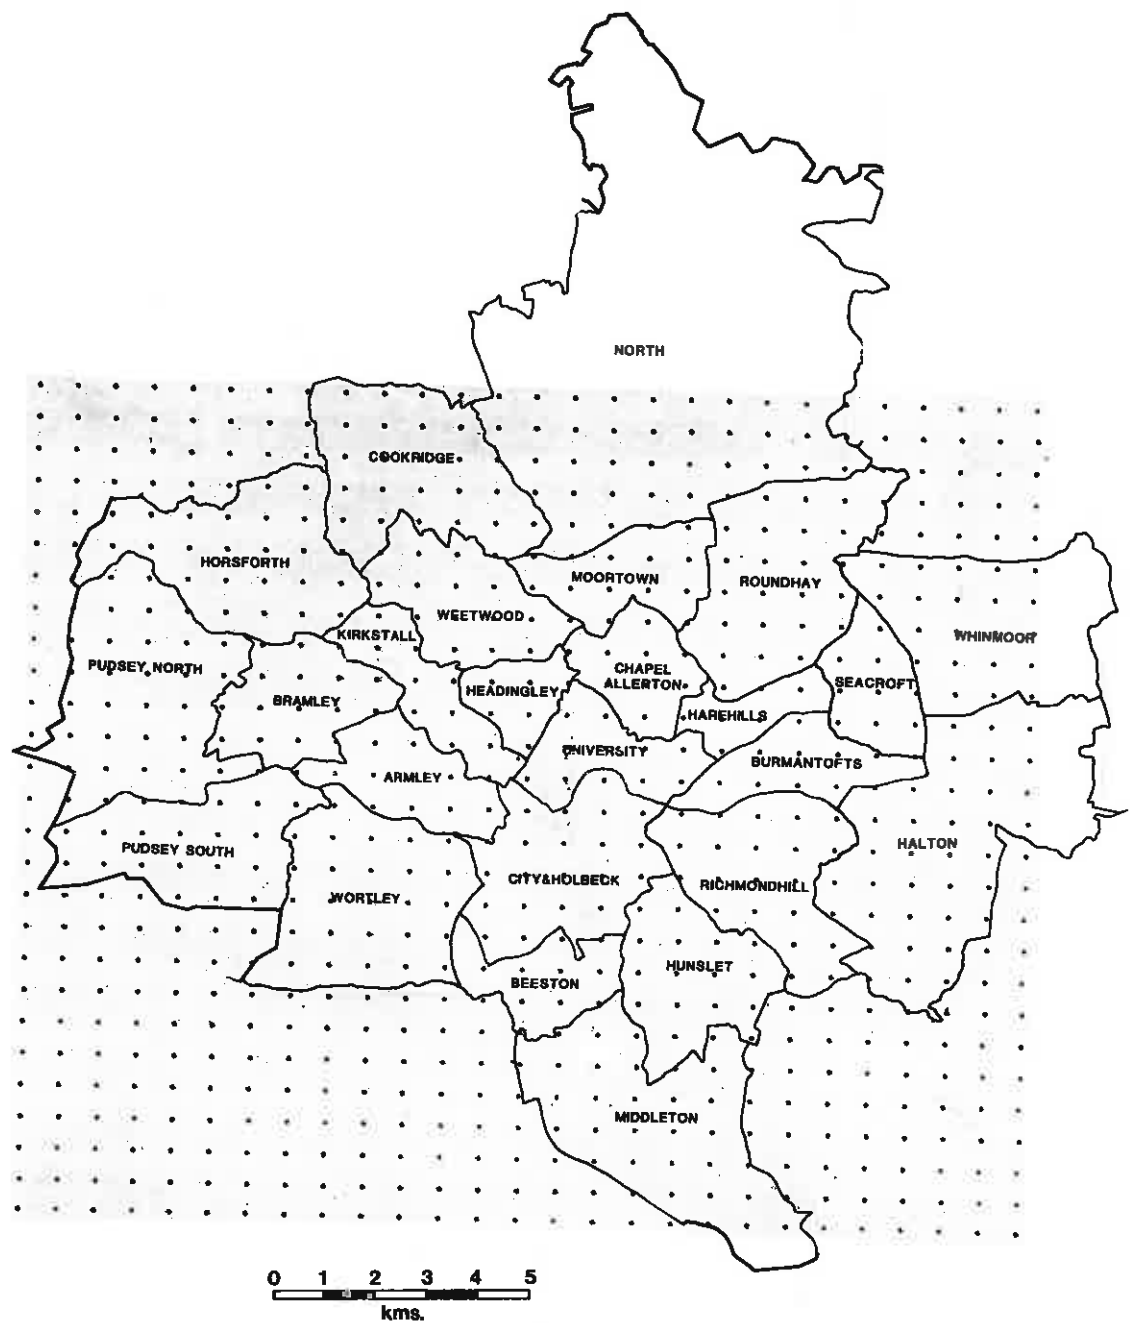 NORTH
COOKRIDGE
HORSFORTH
MOORTOWN
ROUNDHAY
WEETWOOD
KIRKSTALL
WHINMOOR
PUDSEY NORTH
CHAPEL
ALLERTON
SEACROFT
HEADINGLEY
BRAMLEY
HAREHILLS
UNIVERSITY
BURMANTOFTS
ARMLEY
HALTON
PUDSEY SOUTH
CITY&HOLBECK
RICHMONDHILL
WORTLEY
HUNSLET
BEESTON
MIDDLETON
0 1 2 3 4 5
kms.